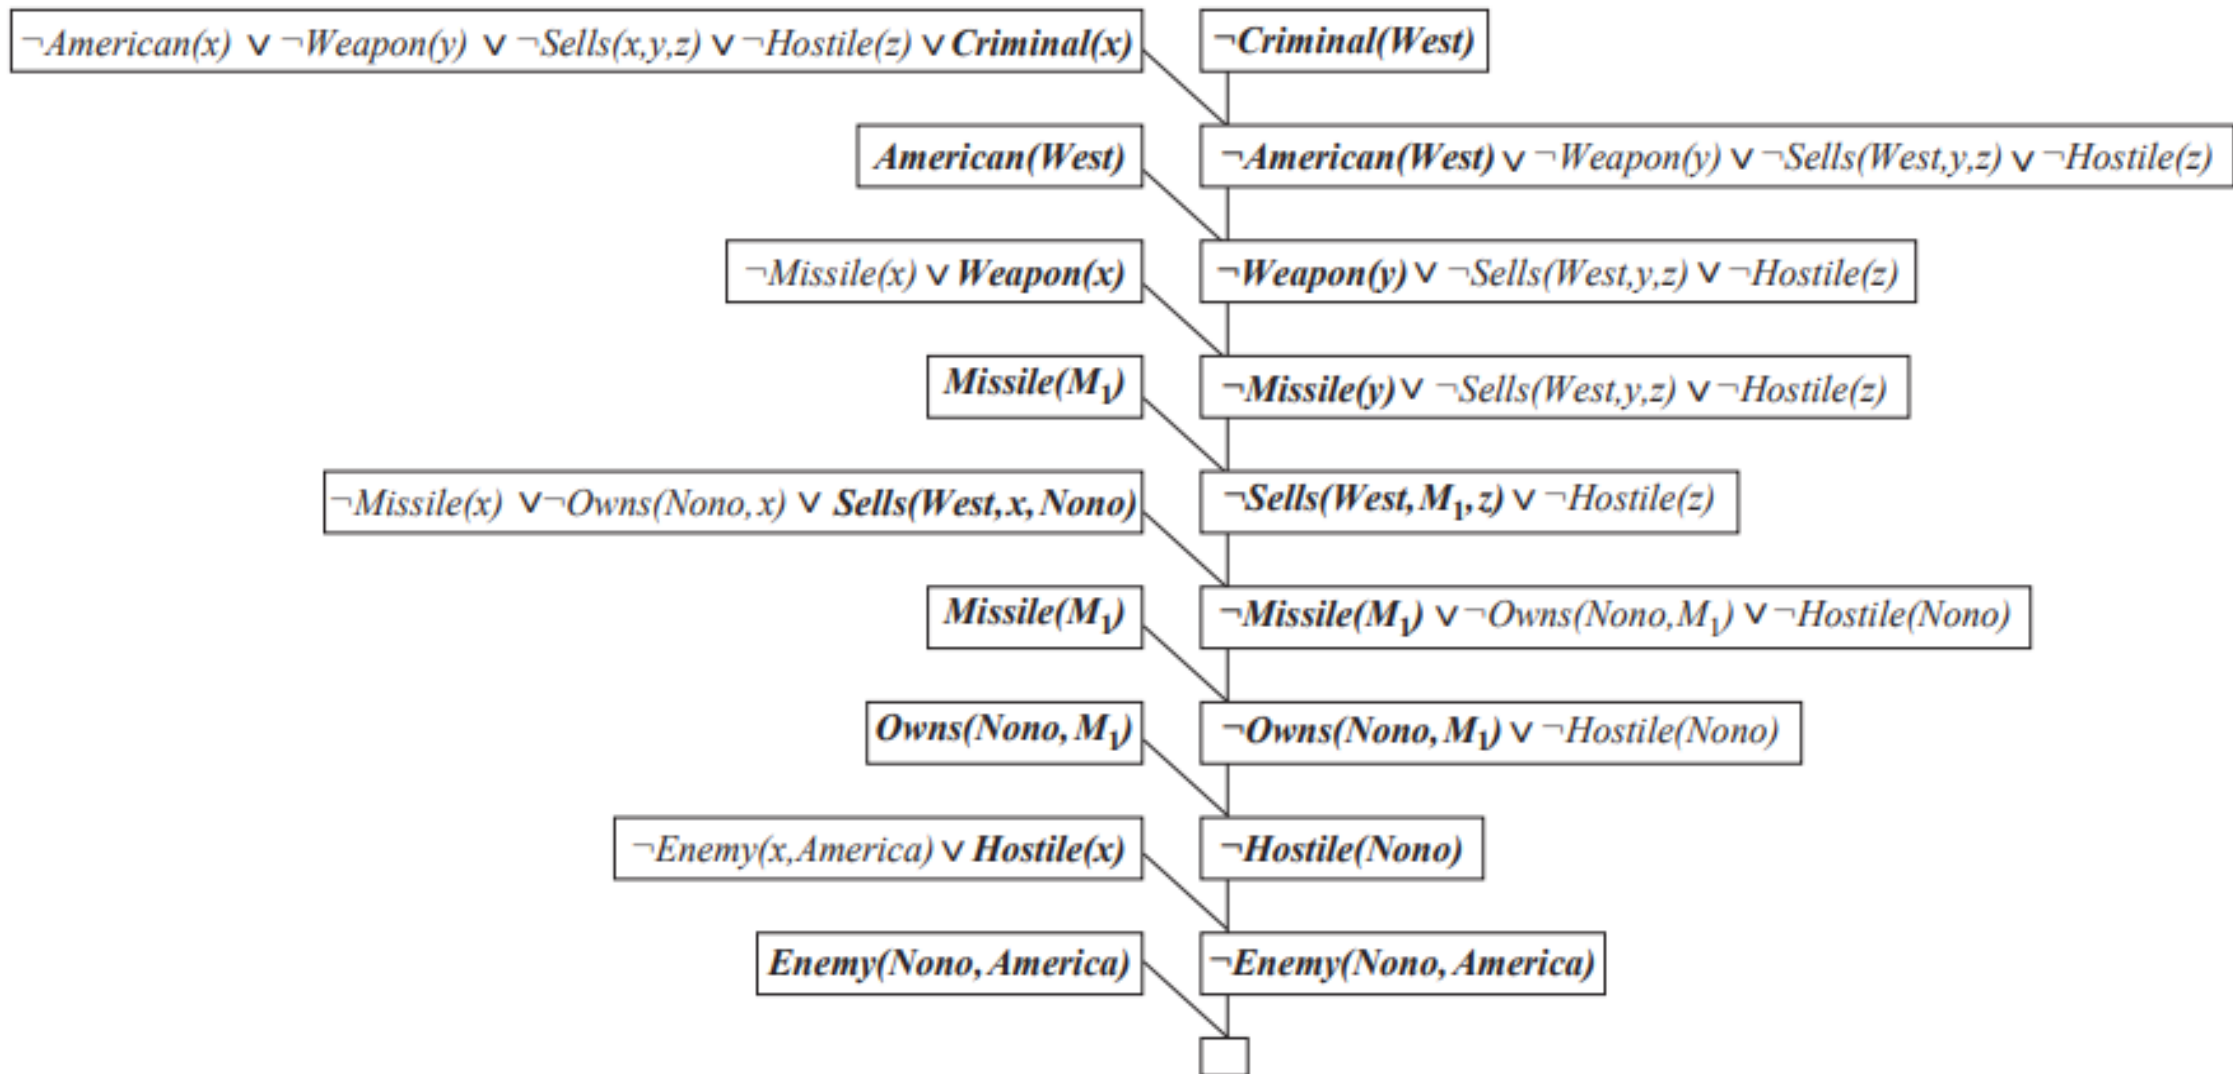 ¬American(x) ∨ ¬Weapon(y) ∨ ¬Sells(x,y,z) ∨ ¬Hostile(z) ∨ Criminal(x)
¬Criminal(West)
American(West)
¬American(West) ∨ ¬Weapon(y) ∨ ¬Sells(West,y,z) ∨ ¬Hostile(z)
¬Missile(x) ∨ Weapon(x)
¬Weapon(y) ∨ ¬Sells(West,y,z) ∨ ¬Hostile(z)
Missile(M₁)
¬Missile(y) ∨ ¬Sells(West,y,z) ∨ ¬Hostile(z)
¬Missile(x) ∨ ¬Owns(Nono,x) ∨ Sells(West,x,Nono)
¬Sells(West,M₁,z) ∨ ¬Hostile(z)
Missile(M₁)
¬Missile(M₁) ∨ ¬Owns(Nono,M₁) ∨ ¬Hostile(Nono)
Owns(Nono,M₁)
¬Owns(Nono,M₁) ∨ ¬Hostile(Nono)
¬Enemy(x,America) ∨ Hostile(x)
¬Hostile(Nono)
Enemy(Nono,America)
¬Enemy(Nono,America)